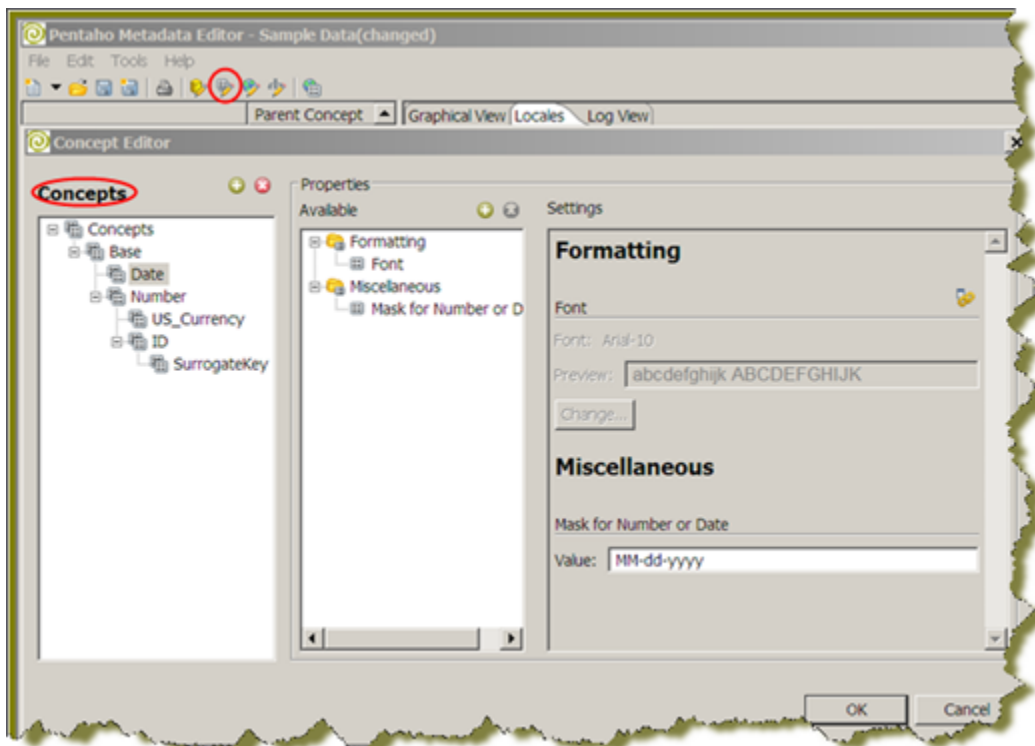 Pentaho Metadata Editor - Sample Data(changed)
File Edit Tools Help
Parent Concept Graphical View Locales Log View
Concept Editor
Concepts
Concepts
Base
Date
Number
US_Currency
ID
SurrogateKey
Properties
Available
Formatting
Font
Miscellaneous
Mask for Number or D
Settings
Formatting
Font
Font: Arial-10
Preview: abcdefghijk ABCDEFGHIJK
Change...
Miscellaneous
Mask for Number or Date
Value: MM-dd-yyyy
OK Cancel